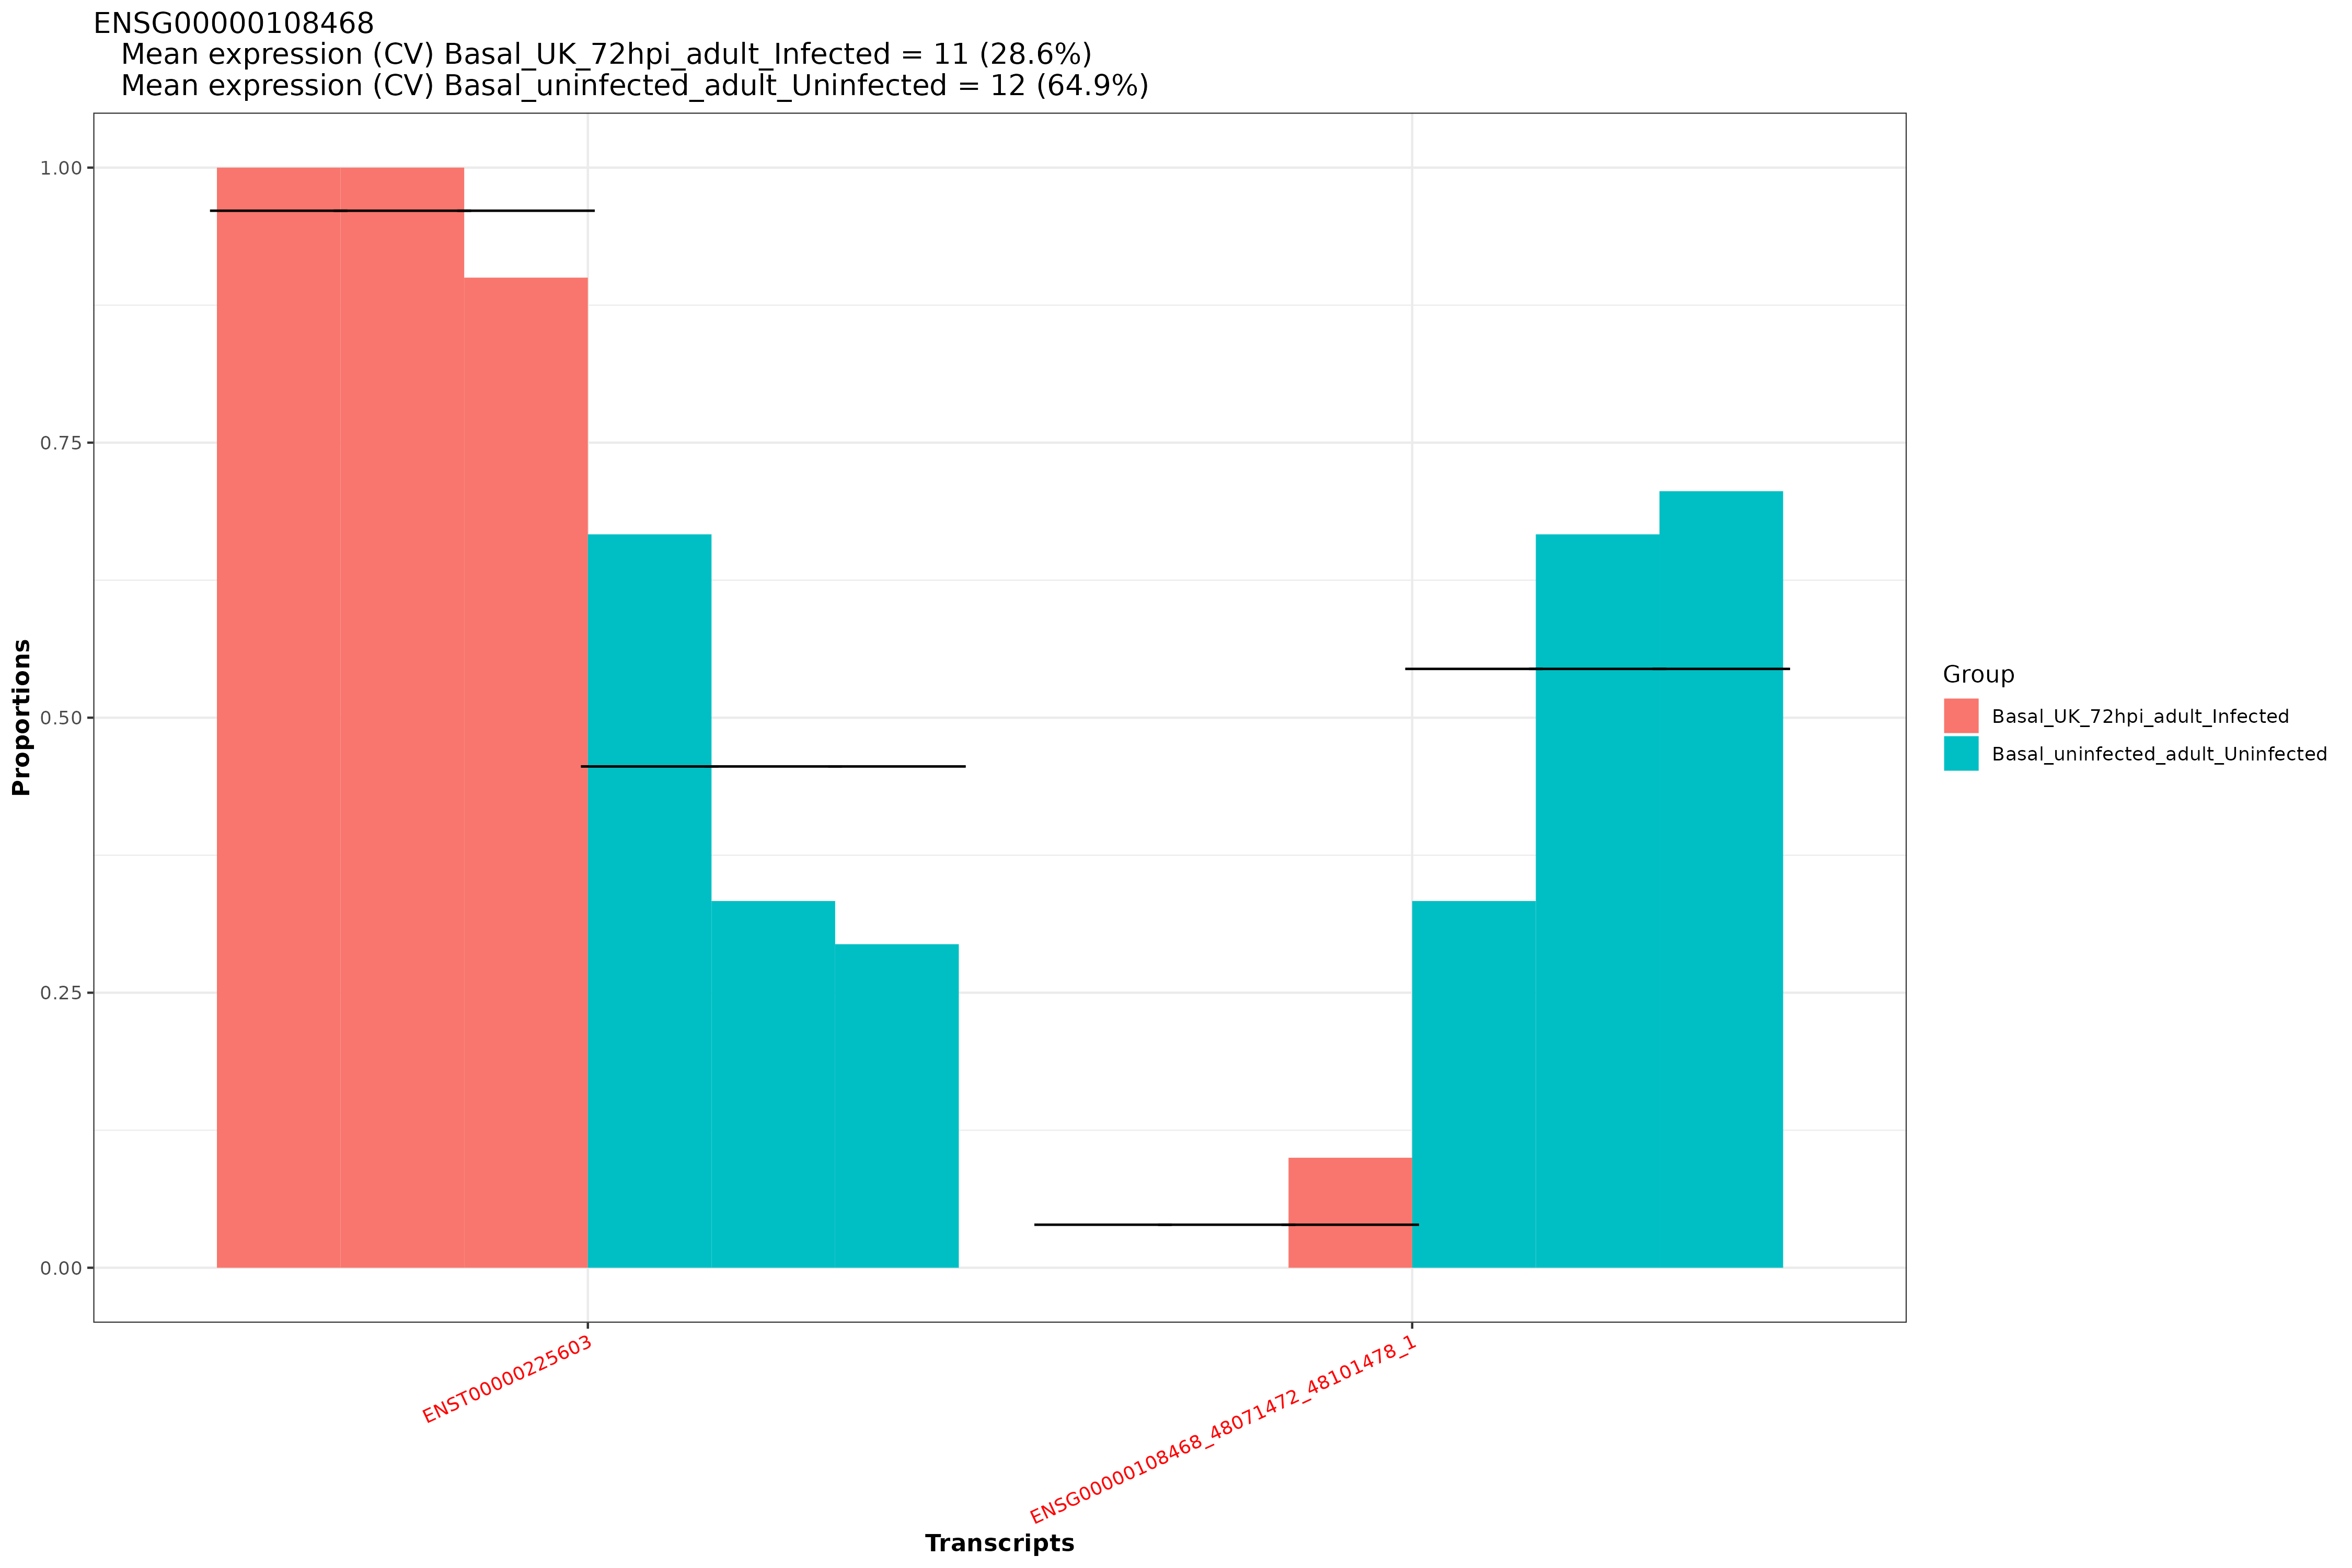 ENSG00000108468
Mean expression (CV) Basal_UK_72hpi_adult_Infected = 11 (28.6%)
Mean expression (CV) Basal_uninfected_adult_Uninfected = 12 (64.9%)
1.00
0.75
0.50
0.25
0.00
Proportions
ENST00000225603
ENSG00000108468_48071472_48101478_1
Transcripts
Group
Basal_UK_72hpi_adult_Infected
Basal_uninfected_adult_Uninfected